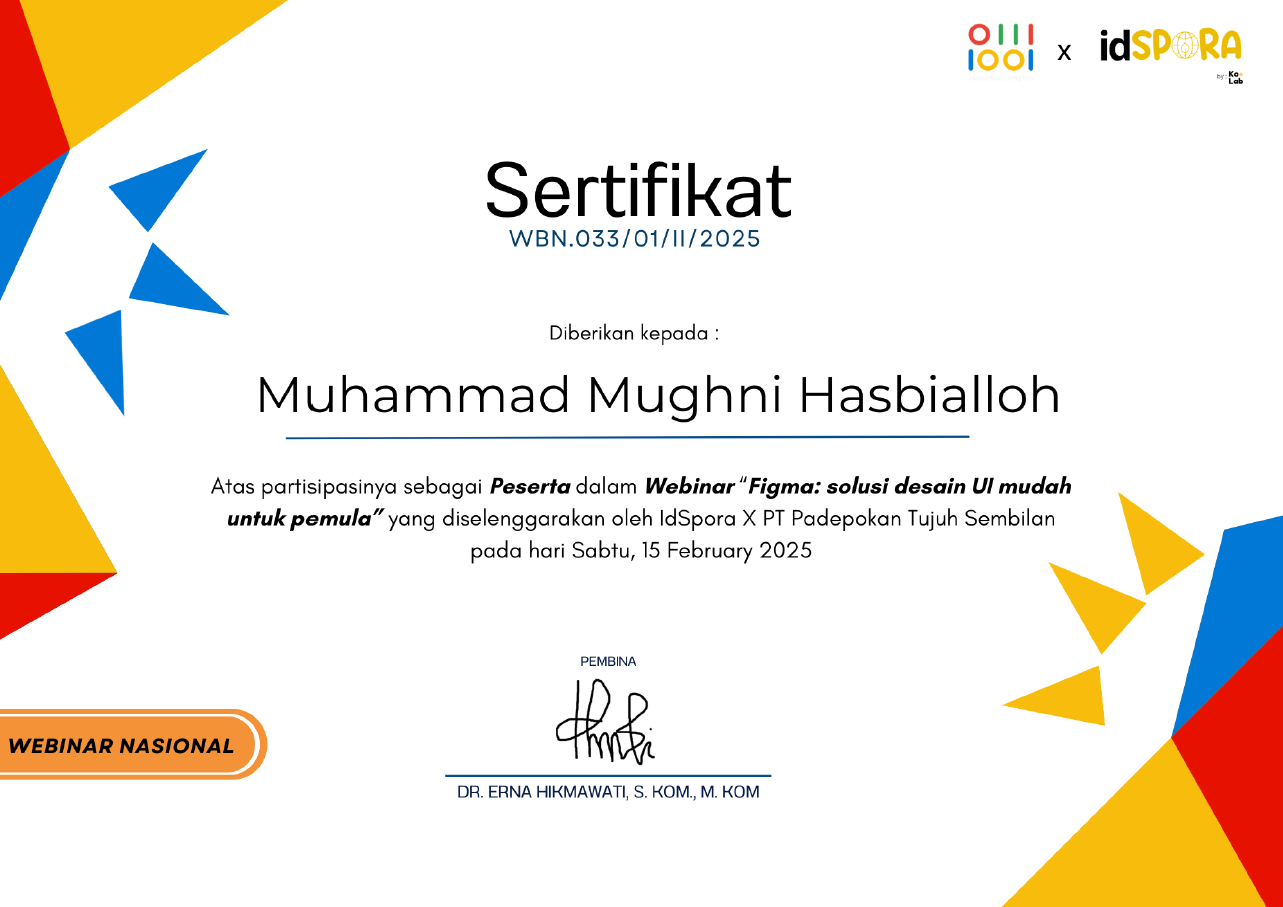 O111
1001
x
idSPORA
by - Ko-
Lab
Sertifikat
WBN.033/01/II/2025
Diberikan kepada :
Muhammad Mughni Hasbialloh
Atas partisipasinya sebagai Peserta dalam Webinar “Figma: solusi desain UI mudah
untuk pemula” yang diselenggarakan oleh IdSpora X PT Padepokan Tujuh Sembilan
pada hari Sabtu, 15 February 2025
PEMBINA
WEBINAR NASIONAL
DR. ERNA HIKMAWATI, S. KOM., M. KOM